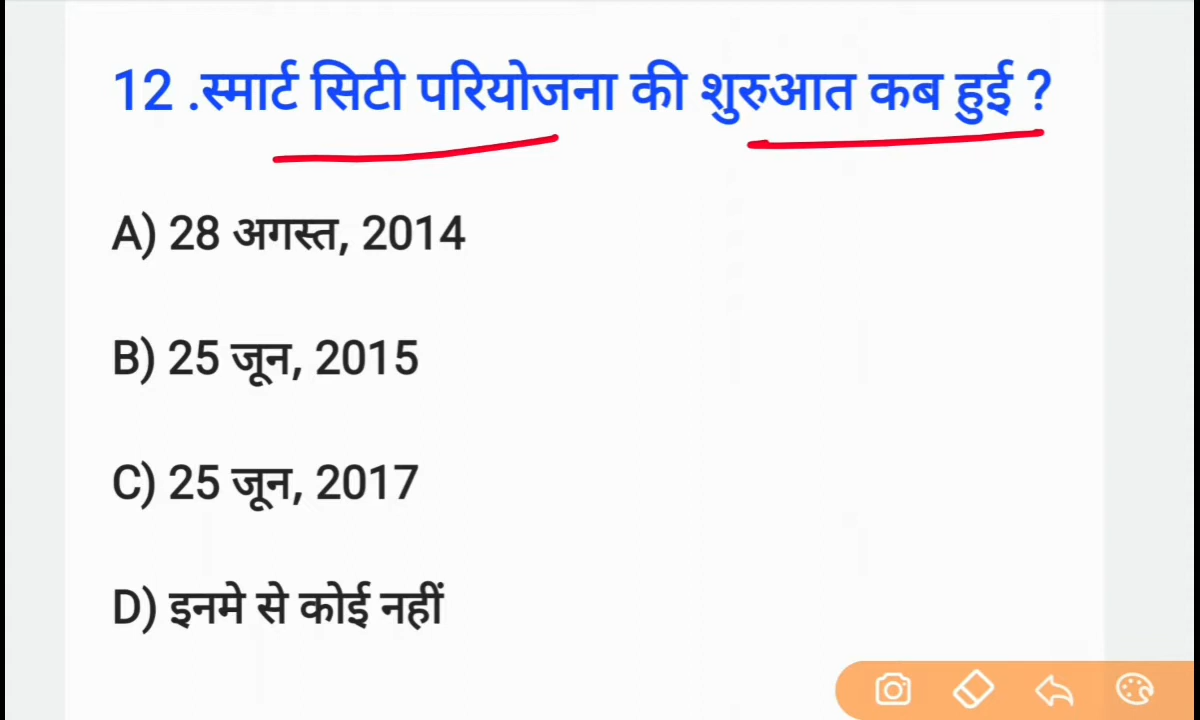 12 .स्मार्ट सिटी परियोजना की शुरुआत कब हुई ?
A) 28 अगस्त, 2014
B) 25 जून, 2015
C) 25 जून, 2017
D) इनमे से कोई नहीं